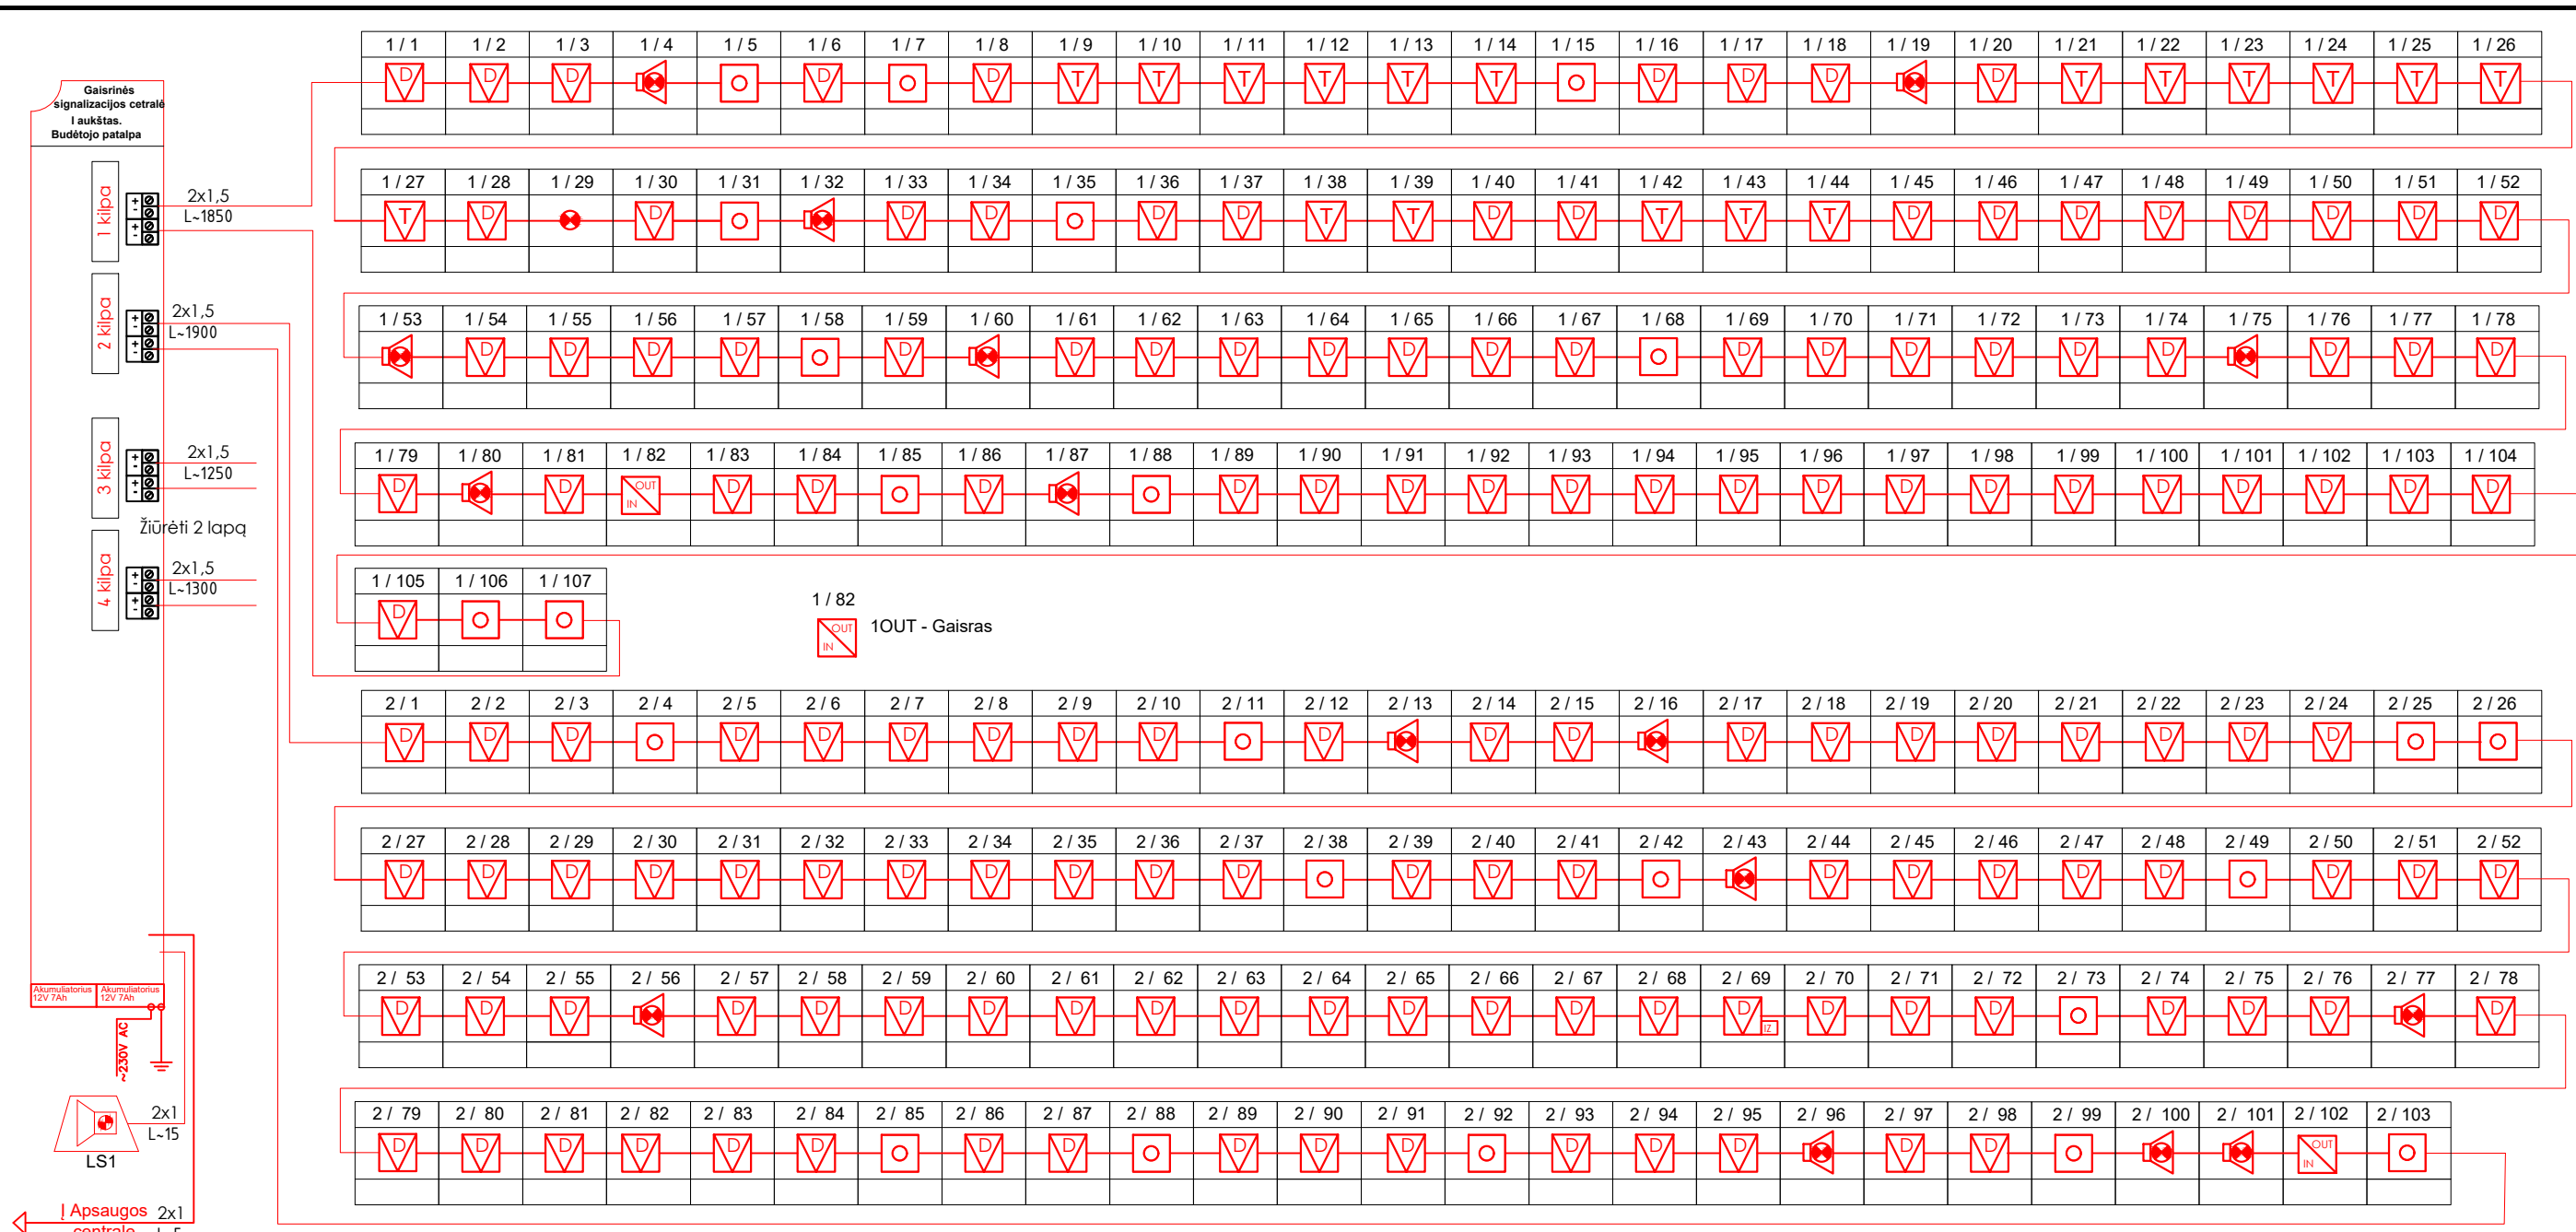 Gaisrinės
signalizacijos cetralė
I aukštas.
Budėtojo patalpa
1 kilpa
+
-
+
-
2x1,5
L~1850
2 kilpa
+
-
+
-
2x1,5
L~1900
3 kilpa
+
-
+
-
2x1,5
L~1250
Žiūrėti 2 lapą
4 kilpa
+
-
+
-
2x1,5
L~1300
Akumuliatorius Akumuliatorius
12V 7Ah 12V 7Ah
~230V AC
2x1
L~15
LS1
Į Apsaugos 2x1
centralę
1 / 1 1 / 2 1 / 3 1 / 4 1 / 5 1 / 6 1 / 7 1 / 8 1 / 9 1 / 10 1 / 11 1 / 12 1 / 13 1 / 14 1 / 15 1 / 16 1 / 17 1 / 18 1 / 19 1 / 20 1 / 21 1 / 22 1 / 23 1 / 24 1 / 25 1 / 26
D D D D D T T T T T T D D D D T T T T T T
1 / 27 1 / 28 1 / 29 1 / 30 1 / 31 1 / 32 1 / 33 1 / 34 1 / 35 1 / 36 1 / 37 1 / 38 1 / 39 1 / 40 1 / 41 1 / 42 1 / 43 1 / 44 1 / 45 1 / 46 1 / 47 1 / 48 1 / 49 1 / 50 1 / 51 1 / 52
T D D D D D D T T D D T T T D D D D D D D D
1 / 53 1 / 54 1 / 55 1 / 56 1 / 57 1 / 58 1 / 59 1 / 60 1 / 61 1 / 62 1 / 63 1 / 64 1 / 65 1 / 66 1 / 67 1 / 68 1 / 69 1 / 70 1 / 71 1 / 72 1 / 73 1 / 74 1 / 75 1 / 76 1 / 77 1 / 78
D D D D D D D D D D D D D D D D D D D D D
1 / 79 1 / 80 1 / 81 1 / 82 1 / 83 1 / 84 1 / 85 1 / 86 1 / 87 1 / 88 1 / 89 1 / 90 1 / 91 1 / 92 1 / 93 1 / 94 1 / 95 1 / 96 1 / 97 1 / 98 1 / 99 1 / 100 1 / 101 1 / 102 1 / 103 1 / 104
D D OUT IN D D D D D D D D D D D D D D D D D D D
1 / 105 1 / 106 1 / 107
D
1 / 82
OUT
IN
1OUT - Gaisras
2 / 1 2 / 2 2 / 3 2 / 4 2 / 5 2 / 6 2 / 7 2 / 8 2 / 9 2 / 10 2 / 11 2 / 12 2 / 13 2 / 14 2 / 15 2 / 16 2 / 17 2 / 18 2 / 19 2 / 20 2 / 21 2 / 22 2 / 23 2 / 24 2 / 25 2 / 26
D D D D D D D D D D D D D D D D D D D D
2 / 27 2 / 28 2 / 29 2 / 30 2 / 31 2 / 32 2 / 33 2 / 34 2 / 35 2 / 36 2 / 37 2 / 38 2 / 39 2 / 40 2 / 41 2 / 42 2 / 43 2 / 44 2 / 45 2 / 46 2 / 47 2 / 48 2 / 49 2 / 50 2 / 51 2 / 52
D D D D D D D D D D D D D D D D D D D D D D
2 / 53 2 / 54 2 / 55 2 / 56 2 / 57 2 / 58 2 / 59 2 / 60 2 / 61 2 / 62 2 / 63 2 / 64 2 / 65 2 / 66 2 / 67 2 / 68 2 / 69 2 / 70 2 / 71 2 / 72 2 / 73 2 / 74 2 / 75 2 / 76 2 / 77 2 / 78
D D D D D D D D D D D D D D D D IZ D D D D D D D
2 / 79 2 / 80 2 / 81 2 / 82 2 / 83 2 / 84 2 / 85 2 / 86 2 / 87 2 / 88 2 / 89 2 / 90 2 / 91 2 / 92 2 / 93 2 / 94 2 / 95 2 / 96 2 / 97 2 / 98 2 / 99 2 / 100 2 / 101 2 / 102 2 / 103
D D D D D D D D D D D D D D D D OUT IN